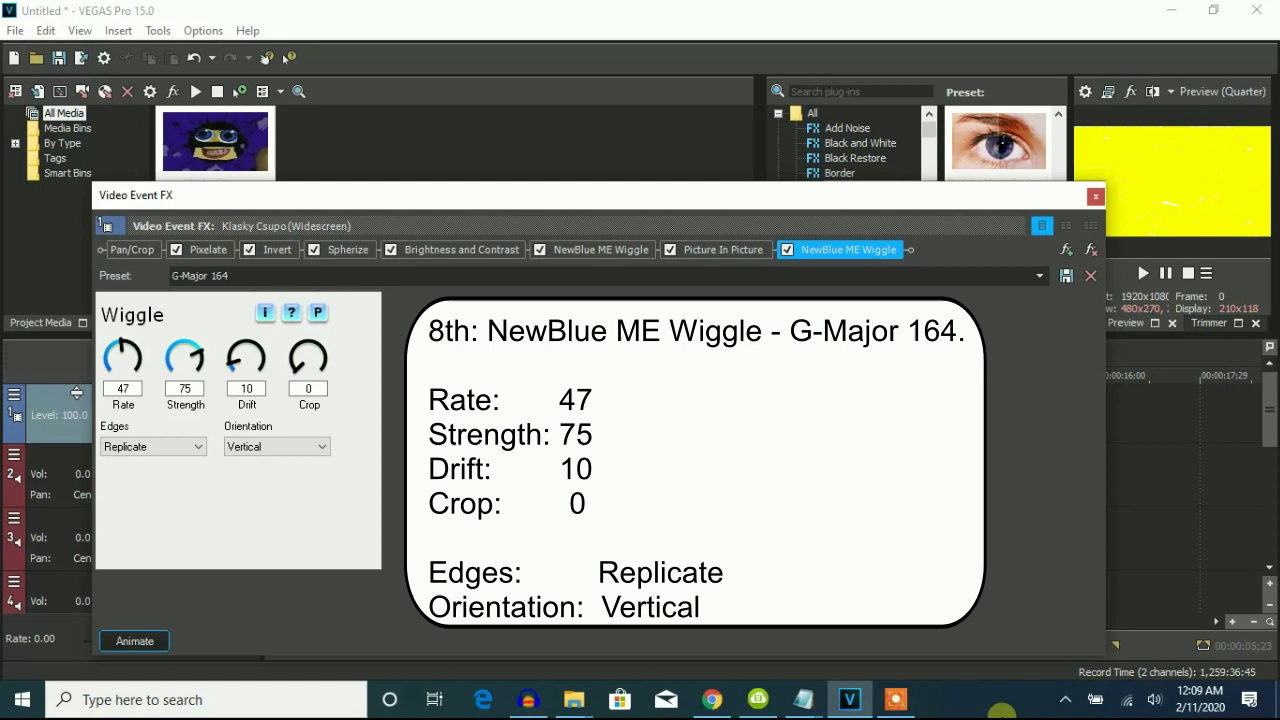 Untitled * - VEGAS Pro 15.0
File Edit View Insert Tools Options Help
All Media
Media Bins
By Type
Tags
Smart Bins
Search plug-ins
All
Add Noise
Black and White
Black Restore
Border
Preset:
Preview (Quarter)
Video Event FX
Video Event FX: Klasky Csupo (Widescreen)
Pan/Crop Pixelate Invert Spherize Brightness and Contrast NewBlue ME Wiggle Picture In Picture NewBlue ME Wiggle
Preset: G-Major 164
Wiggle
i ? P
47 75 10 0
Rate Strength Drift Crop
Edges Orientation
Replicate Vertical
8th: NewBlue ME Wiggle - G-Major 164.
Rate: 47
Strength: 75
Drift: 10
Crop: 0
Edges: Replicate
Orientation: Vertical
Animate
Project Media
1920x108( Frame: 0
480x270, Display: 210x118
Preview Trimmer
0:00:16:00 00:00:17:29
1 Level: 100.0
2 Vol: 0.0
Pan: Cen
3 Vol: 0.0
Pan: Cen
4 Vol: 0.0
Rate: 0.00
00:00:05;23
Record Time (2 channels): 1,259:36:45
Type here to search
12:09 AM
2/11/2020